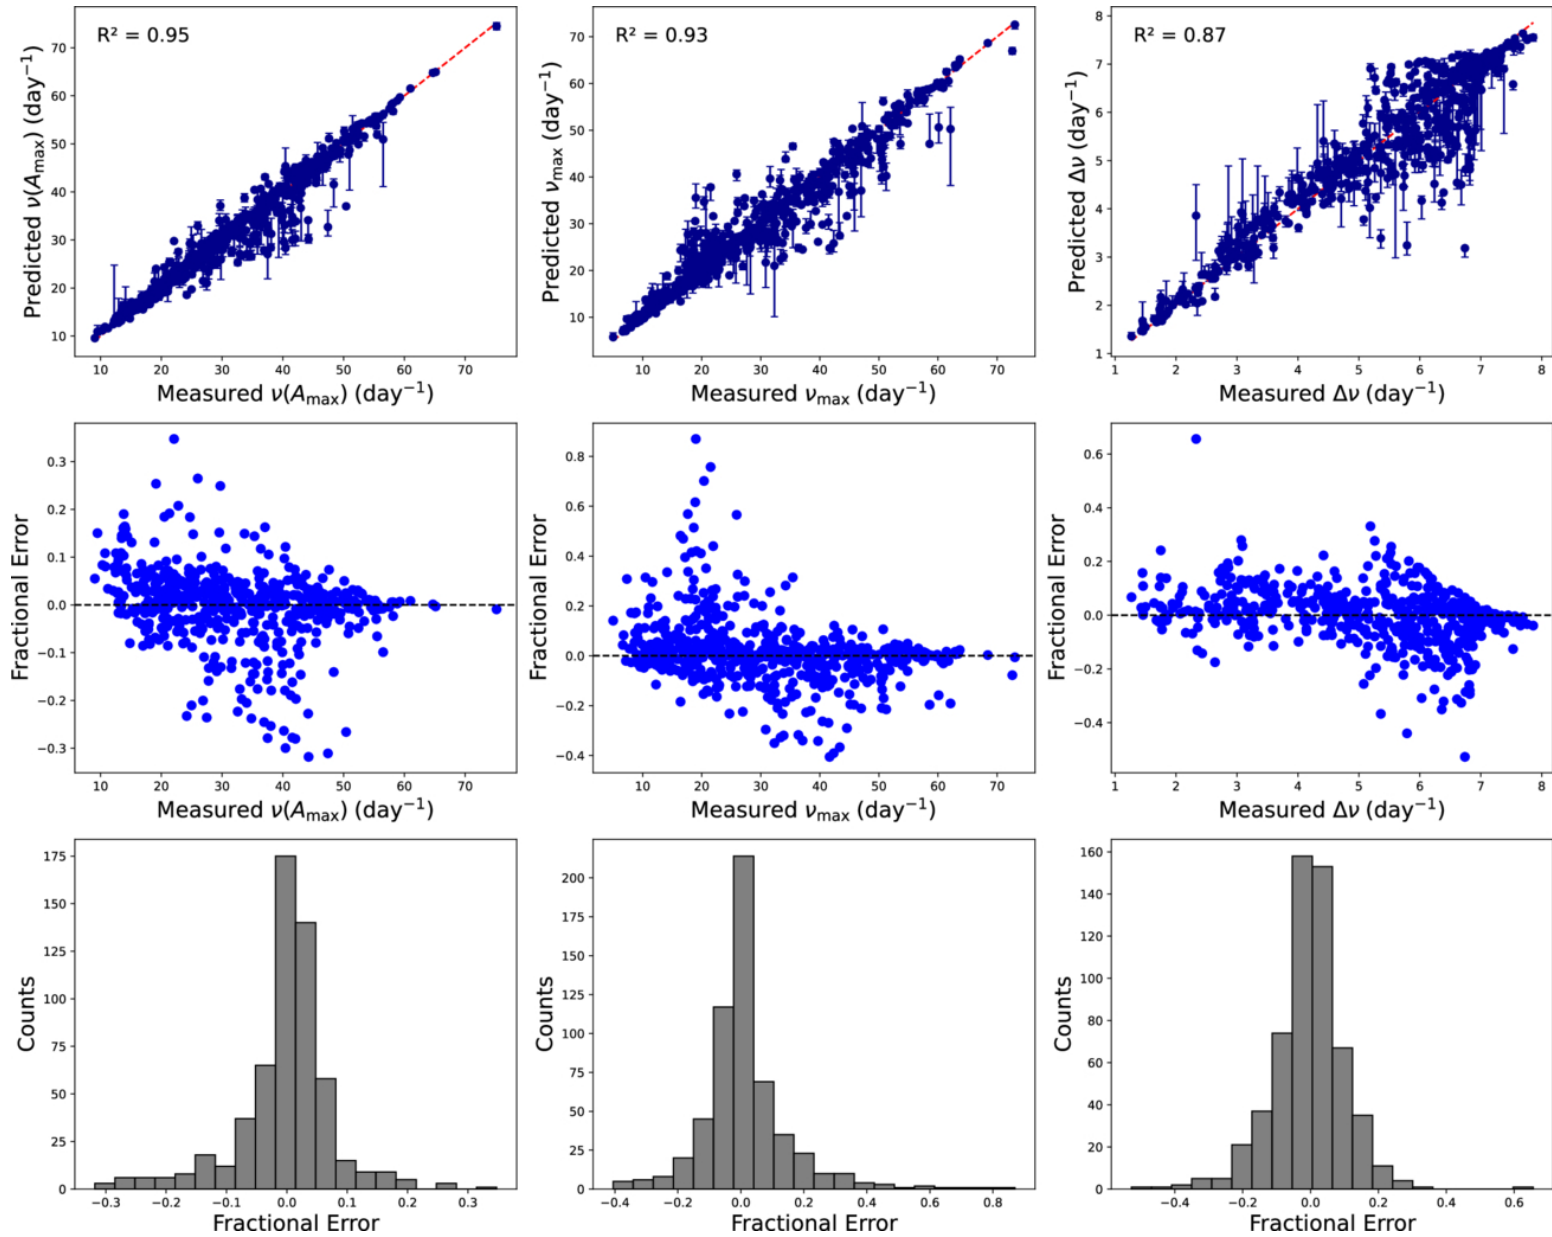 R² = 0.95
Predicted ν(A_max) (day⁻¹)
70
60
50
40
30
20
10
10 20 30 40 50 60 70
Measured ν(A_max) (day⁻¹)
R² = 0.93
Predicted ν_max (day⁻¹)
70
60
50
40
30
20
10
10 20 30 40 50 60 70
Measured ν_max (day⁻¹)
R² = 0.87
Predicted Δν (day⁻¹)
8
7
6
5
4
3
2
1
1 2 3 4 5 6 7 8
Measured Δν (day⁻¹)
Fractional Error
0.3
0.2
0.1
0.0
−0.1
−0.2
−0.3
10 20 30 40 50 60 70
Measured ν(A_max) (day⁻¹)
Fractional Error
0.8
0.6
0.4
0.2
0.0
−0.2
−0.4
10 20 30 40 50 60 70
Measured ν_max (day⁻¹)
Fractional Error
0.6
0.4
0.2
0.0
−0.2
−0.4
1 2 3 4 5 6 7 8
Measured Δν (day⁻¹)
Counts
175
150
125
100
75
50
25
0
−0.3 −0.2 −0.1 0.0 0.1 0.2 0.3
Fractional Error
Counts
200
175
150
125
100
75
50
25
0
−0.4 −0.2 0.0 0.2 0.4 0.6 0.8
Fractional Error
Counts
160
140
120
100
80
60
40
20
0
−0.4 −0.2 0.0 0.2 0.4 0.6
Fractional Error